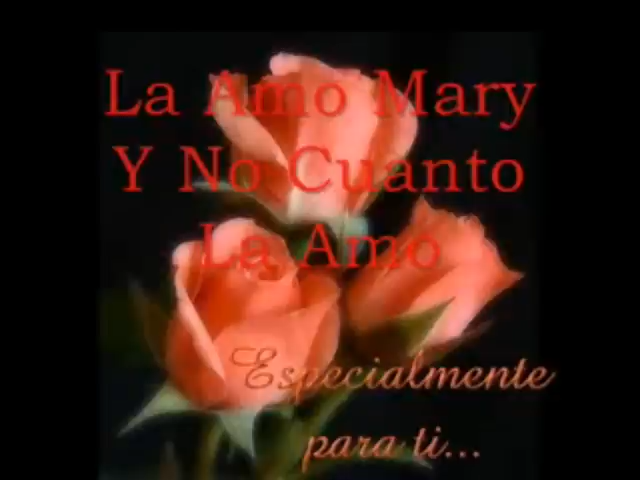 La Amo Mary
Y No Cuanto
La Amo
Especialmente
para ti...